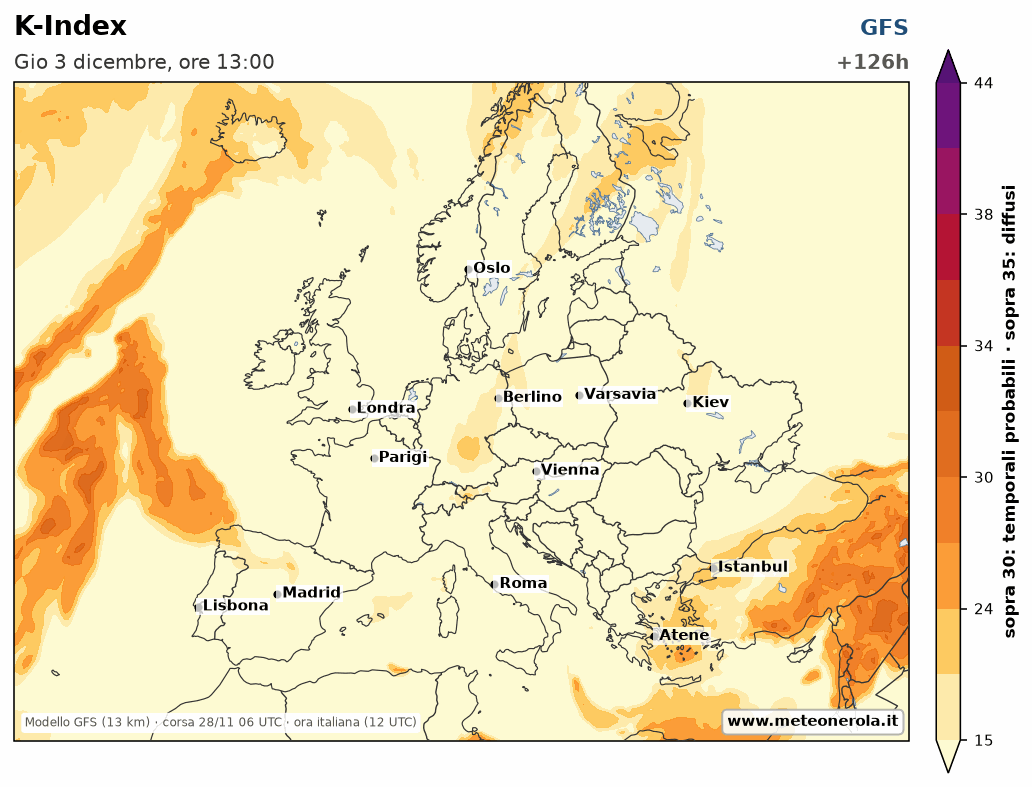 K-Index
GFS
Gio 3 dicembre, ore 13:00
+126h
44
38
34
30
24
15
sopra 30: temporali probabili · sopra 35: diffusi
Oslo
Berlino
Varsavia
Kiev
Londra
Parigi
Vienna
Istanbul
Roma
Madrid
Lisbona
Atene
Modello GFS (13 km) · corsa 28/11 06 UTC · ora italiana (12 UTC)
www.meteonerola.it